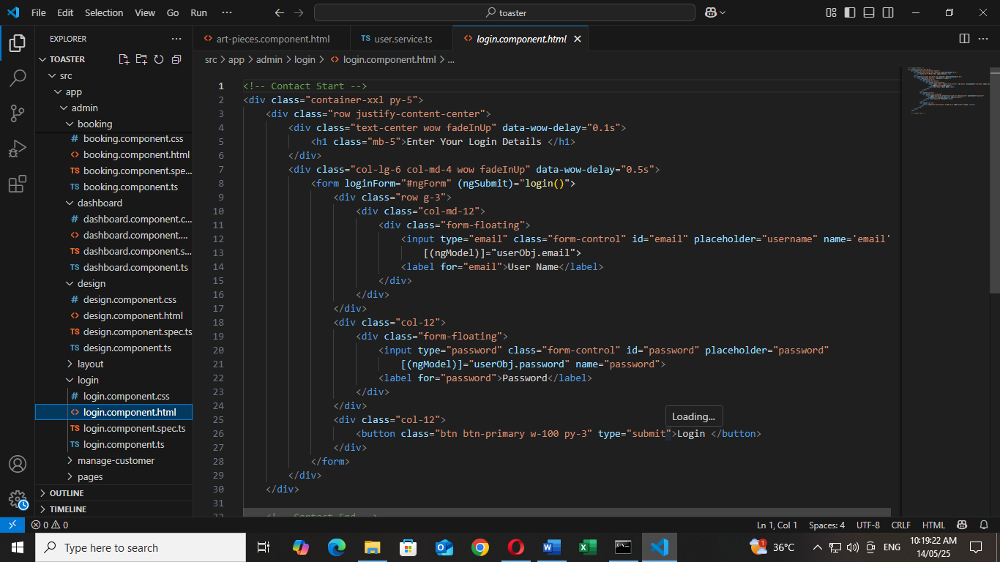 File Edit Selection View Go Run ···
toaster
EXPLORER ···
TOASTER
src
app
admin
booking
# booking.component.css
<> booking.component.html
TS booking.component.spe...
TS booking.component.ts
dashboard
# dashboard.component.c...
<> dashboard.component....
TS dashboard.component.s...
TS dashboard.component.ts
design
# design.component.css
<> design.component.html
TS design.component.spec.ts
TS design.component.ts
layout
login
# login.component.css
<> login.component.html
TS login.component.spec.ts
TS login.component.ts
manage-customer
pages
OUTLINE
TIMELINE
<> art-pieces.component.html
TS user.service.ts
<> login.component.html
src > app > admin > login > <> login.component.html > ...
1 <!-- Contact Start -->
2 <div class="container-xxl py-5">
3 <div class="row justify-content-center">
4 <div class="text-center wow fadeInUp" data-wow-delay="0.1s">
5 <h1 class="mb-5">Enter Your Login Details </h1>
6 </div>
7 <div class="col-lg-6 col-md-4 wow fadeInUp" data-wow-delay="0.5s">
8 <form loginForm="#ngForm" (ngSubmit)="login()">
9 <div class="row g-3">
10 <div class="col-md-12">
11 <div class="form-floating">
12 <input type="email" class="form-control" id="email" placeholder="username" name='email'
13 [(ngModel)]="userObj.email">
14 <label for="email">User Name</label>
15 </div>
16 </div>
17 </div>
18 <div class="col-12">
19 <div class="form-floating">
20 <input type="password" class="form-control" id="password" placeholder="password"
21 [(ngModel)]="userObj.password" name="password">
22 <label for="password">Password</label>
23 </div>
24 </div>
25 <div class="col-12">
Loading...
26 <button class="btn btn-primary w-100 py-3" type="submit">Login </button>
27 </div>
28 </form>
29 </div>
30 </div>
31
32 <!-- Contact End -->
0 0
Ln 1, Col 1 Spaces: 4 UTF-8 CRLF HTML
Type here to search
1
36°C
ENG
10:19:22 AM
14/05/25